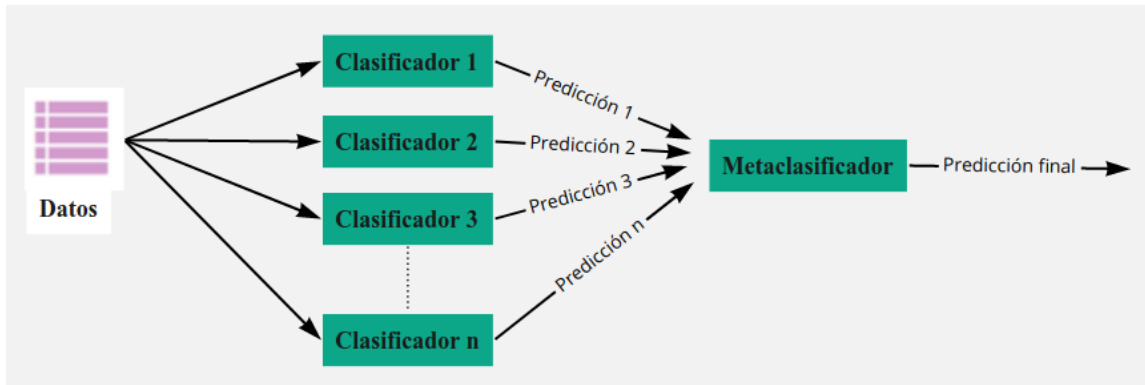 Datos
Clasificador 1
Clasificador 2
Clasificador 3
Clasificador n
Predicción 1
Predicción 2
Predicción 3
Predicción n
Metaclasificador
Predicción final